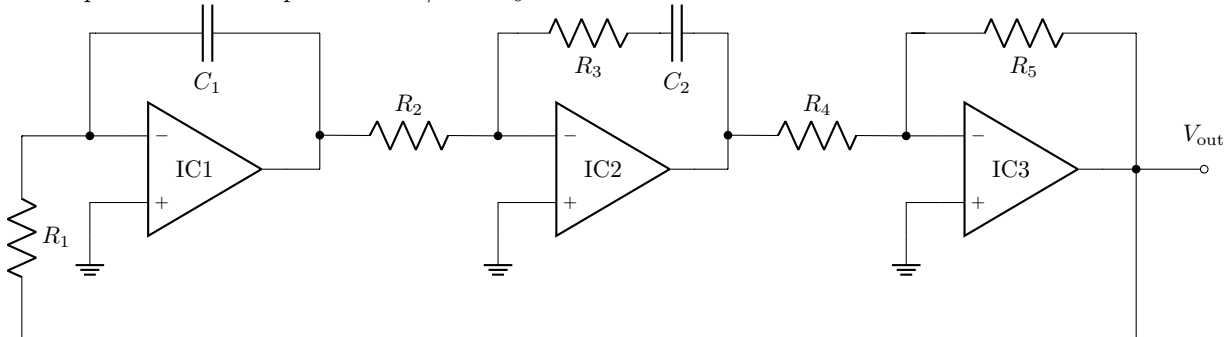 C1
R3
C2
R5
R2
R4
Vout
−
IC1
+
−
IC2
+
−
IC3
+
R1